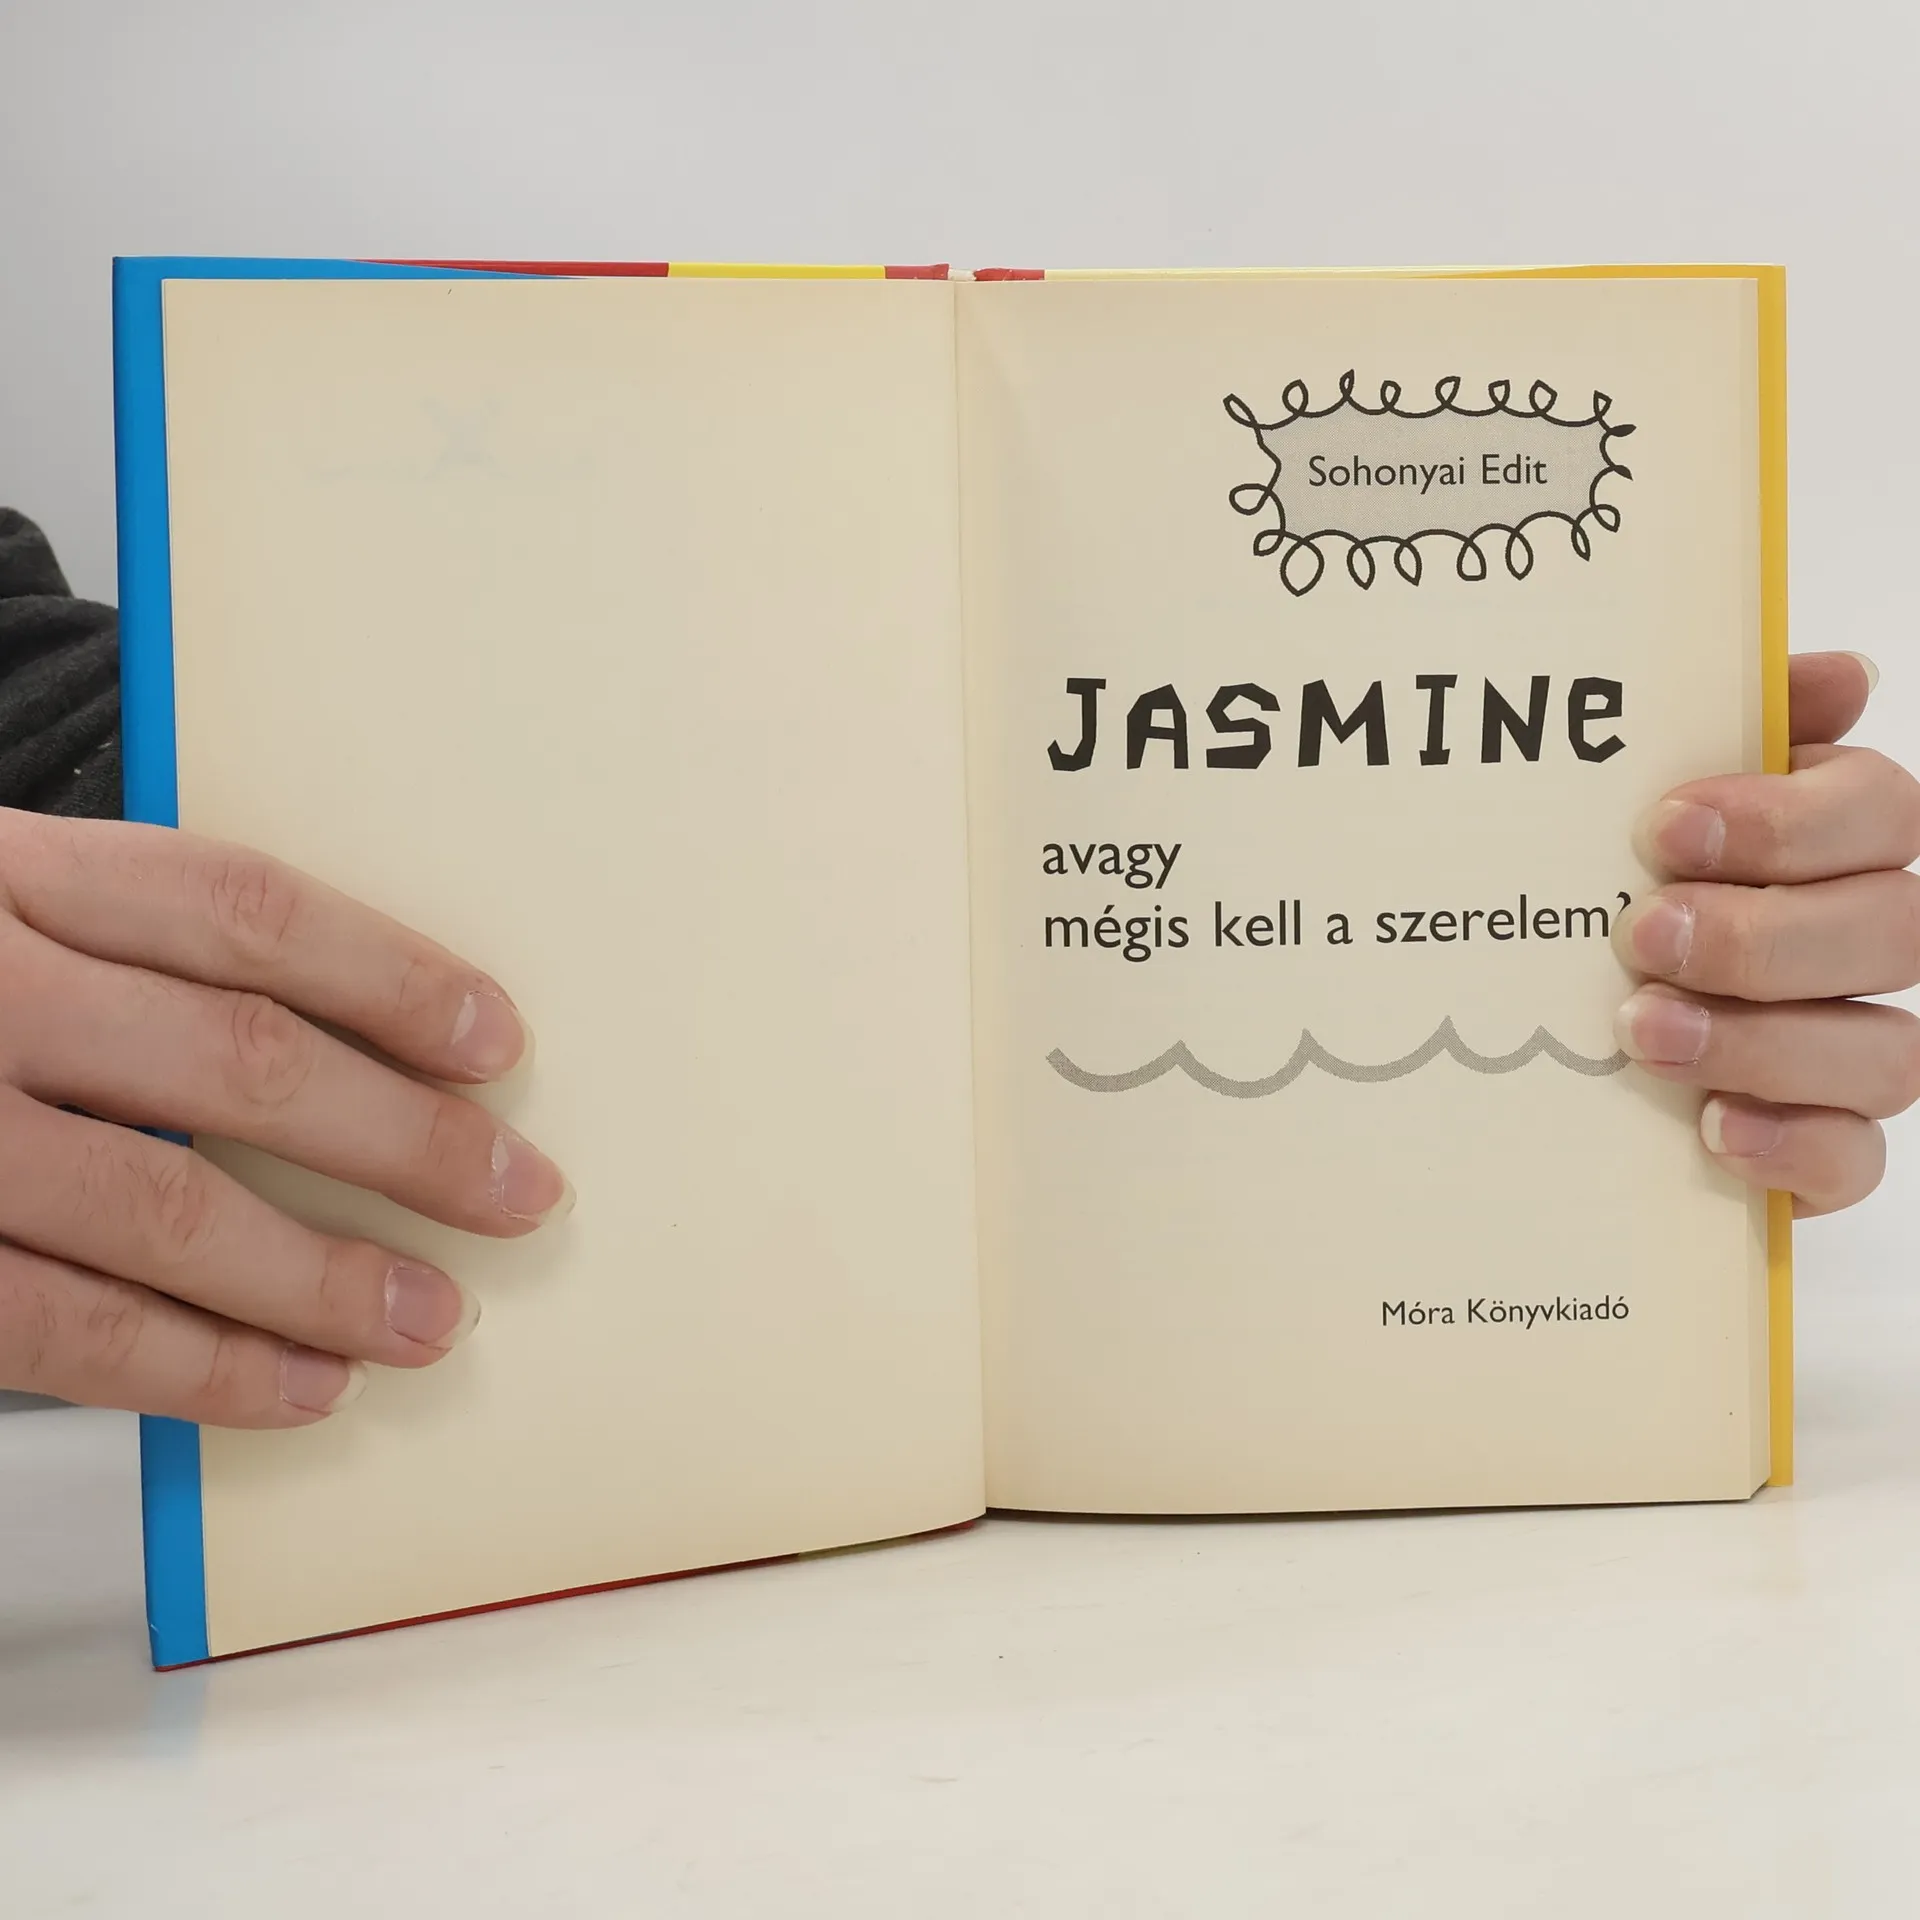 Sohonyai Edit
JASMINE
avagy
mégis kell a szerelem?
Móra Könyvkiadó